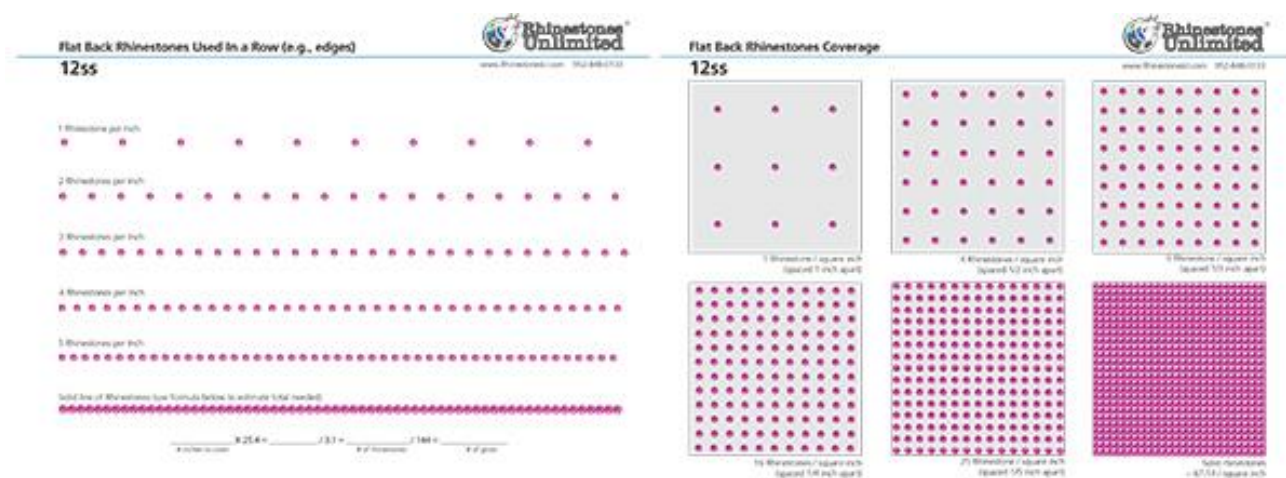 Rhinestones
Unlimited
Flat Back Rhinestones Used In a Row (e.g., edges)
12ss
1 Rhinestone per inch
2 Rhinestones per inch
3 Rhinestones per inch
4 Rhinestones per inch
5 Rhinestones per inch
Solid line of Rhinestones (use formula below to estimate total needed)
X 25.4 = / 3.1 = / 144 =
# inches to cover # of rhinestones # of gross
Rhinestones
Unlimited
Flat Back Rhinestones Coverage
12ss
1 Rhinestone / square inch
(spaced 1 inch apart)
4 Rhinestones / square inch
(spaced 1/2 inch apart)
9 Rhinestones / square inch
(spaced 1/3 inch apart)
16 Rhinestones / square inch
(spaced 1/4 inch apart)
25 Rhinestones / square inch
(spaced 1/5 inch apart)
/ square inch